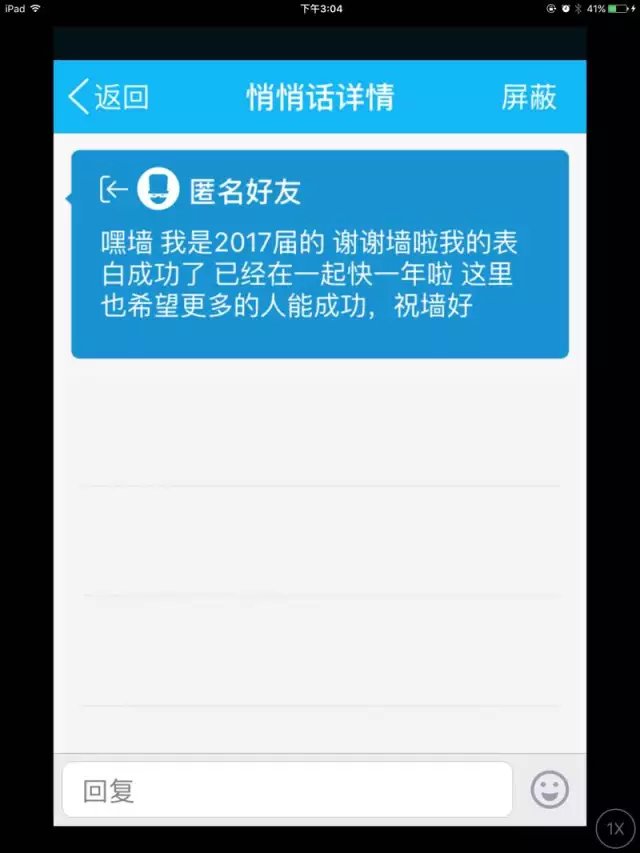 iPad 下午3:04 41%
返回 悄悄话详情 屏蔽
匿名好友
嘿墙 我是2017届的 谢谢墙啦我的表
白成功了 已经在一起快一年啦 这里
也希望更多的人能成功，祝墙好
回复
1X